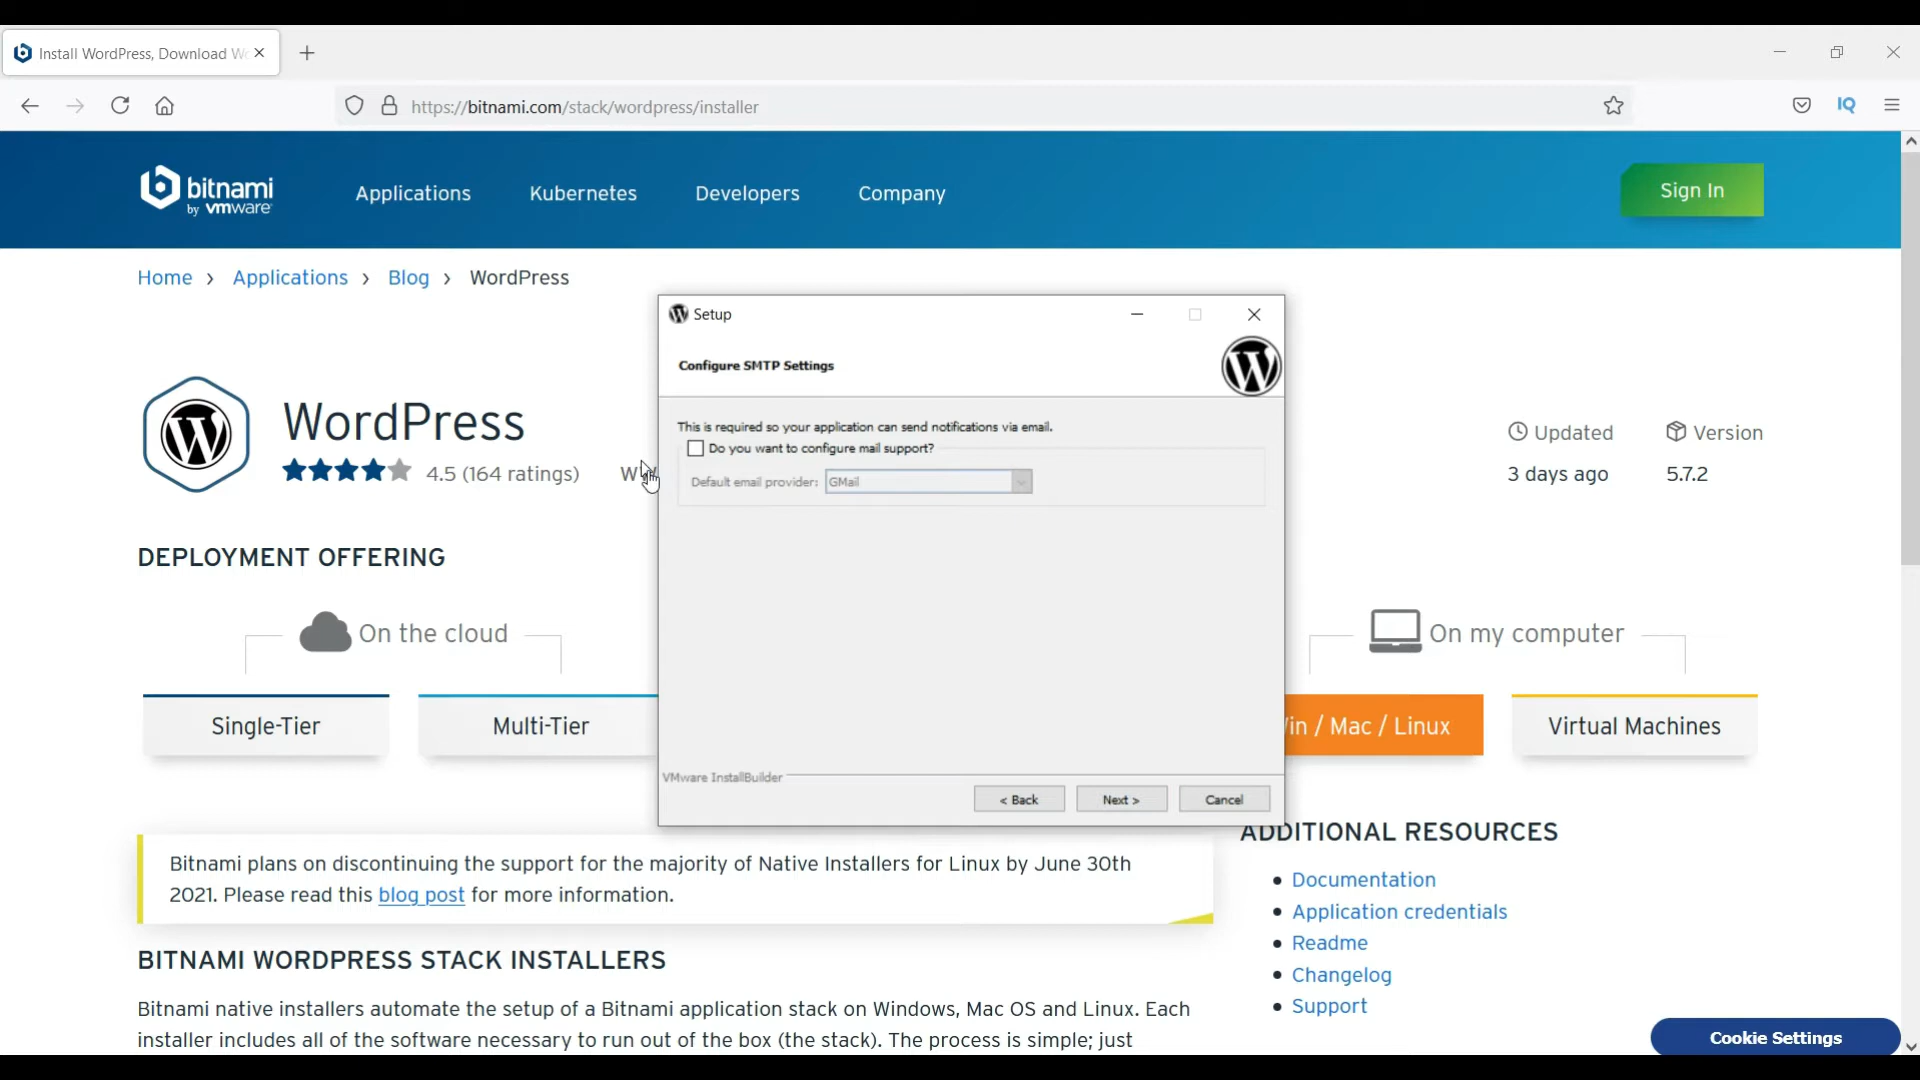 Install WordPress, Download Wo
https://bitnami.com/stack/wordpress/installer
IQ
bitnami
by vmware
Applications
Kubernetes
Developers
Company
Sign In
Home > Applications > Blog > WordPress
WordPress
4.5 (164 ratings)
Updated
3 days ago
Version
5.7.2
DEPLOYMENT OFFERING
On the cloud
On my computer
Single-Tier
Multi-Tier
Win / Mac / Linux
Virtual Machines
Setup
Configure SMTP Settings
This is required so your application can send notifications via email.
Do you want to configure mail support?
Default email provider: GMail
VMware InstallBuilder
< Back
Next >
Cancel
Bitnami plans on discontinuing the support for the majority of Native Installers for Linux by June 30th
2021. Please read this blog post for more information.
BITNAMI WORDPRESS STACK INSTALLERS
Bitnami native installers automate the setup of a Bitnami application stack on Windows, Mac OS and Linux. Each
installer includes all of the software necessary to run out of the box (the stack). The process is simple; just
ADDITIONAL RESOURCES
Documentation
Application credentials
Readme
Changelog
Support
Cookie Settings